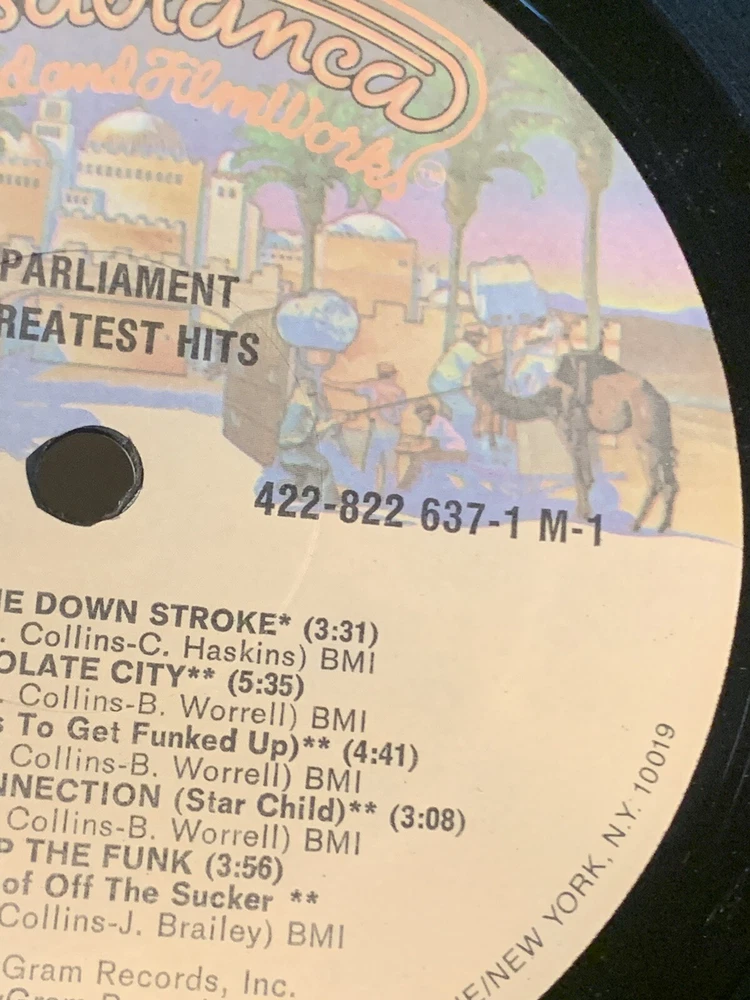 and FilmWorks TM
PARLIAMENT
REATEST HITS
422-822 637-1 M-1
E DOWN STROKE* (3:31)
. Collins-C. Haskins) BMI
OLATE CITY** (5:35)
. Collins-B. Worrell) BMI
s To Get Funked Up)** (4:41)
Collins-B. Worrell) BMI
NNECTION (Star Child)** (3:08)
Collins-B. Worrell) BMI
P THE FUNK (3:56)
of Off The Sucker **
Collins-J. Brailey) BMI
Gram Records, Inc.
E/NEW YORK, N.Y. 10019